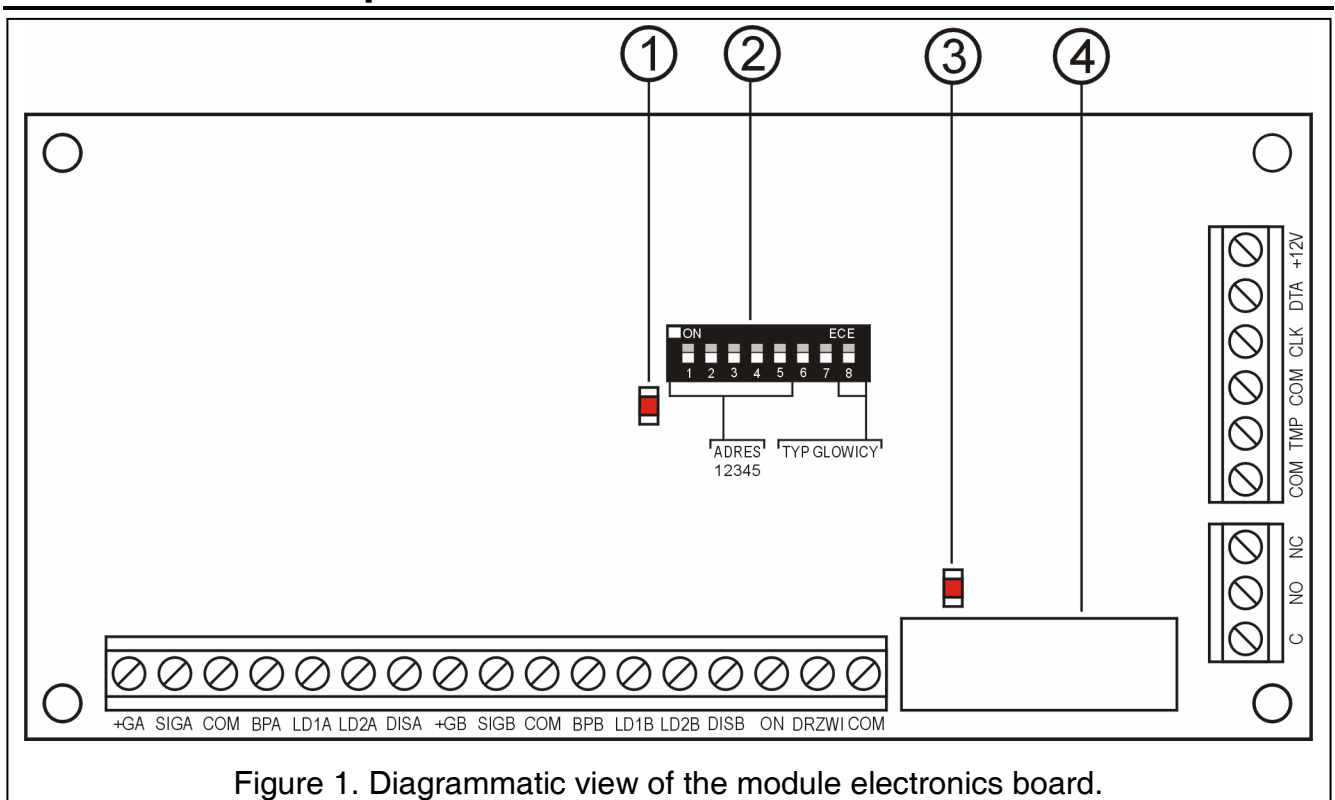 1 2 3 4
ON ECE
1 2 3 4 5 6 7 8
ADRES TYP GLOWICY
12345
+12V
DTA
CLK
COM
TMP
COM
NC
NO
C
+GA SIGA COM BPA LD1A LD2A DISA +GB SIGB COM BPB LD1B LD2B DISB ON DRZWI COM
Figure 1. Diagrammatic view of the module electronics board.